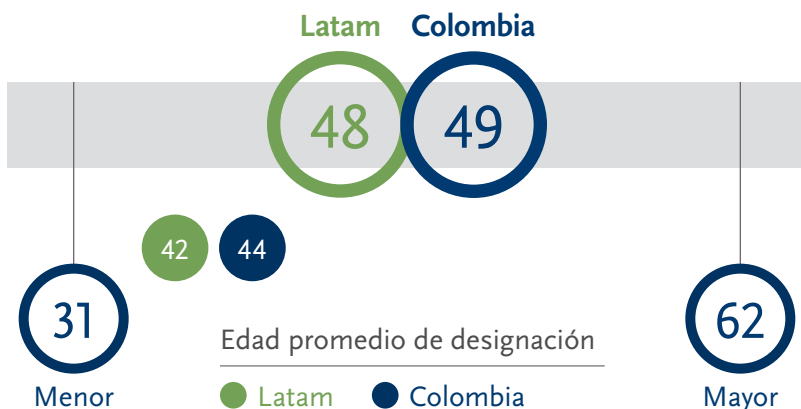 Latam Colombia
48 49
42 44
31 62
Edad promedio de designación
Menor Latam Colombia Mayor